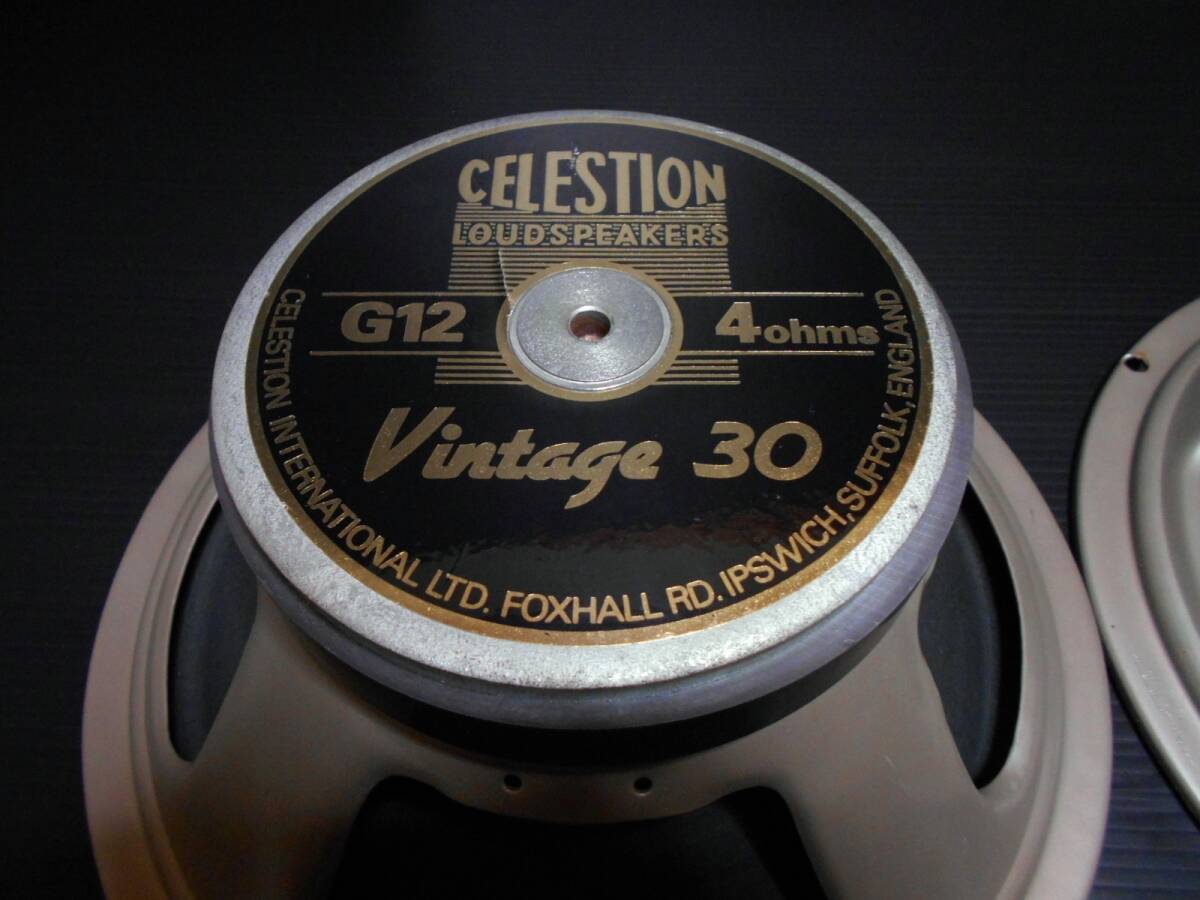 CELESTION
LOUDSPEAKERS
G12
4ohms
Vintage 30
CELESTION INTERNATIONAL LTD. FOXHALL RD. IPSWICH, SUFFOLK, ENGLAND